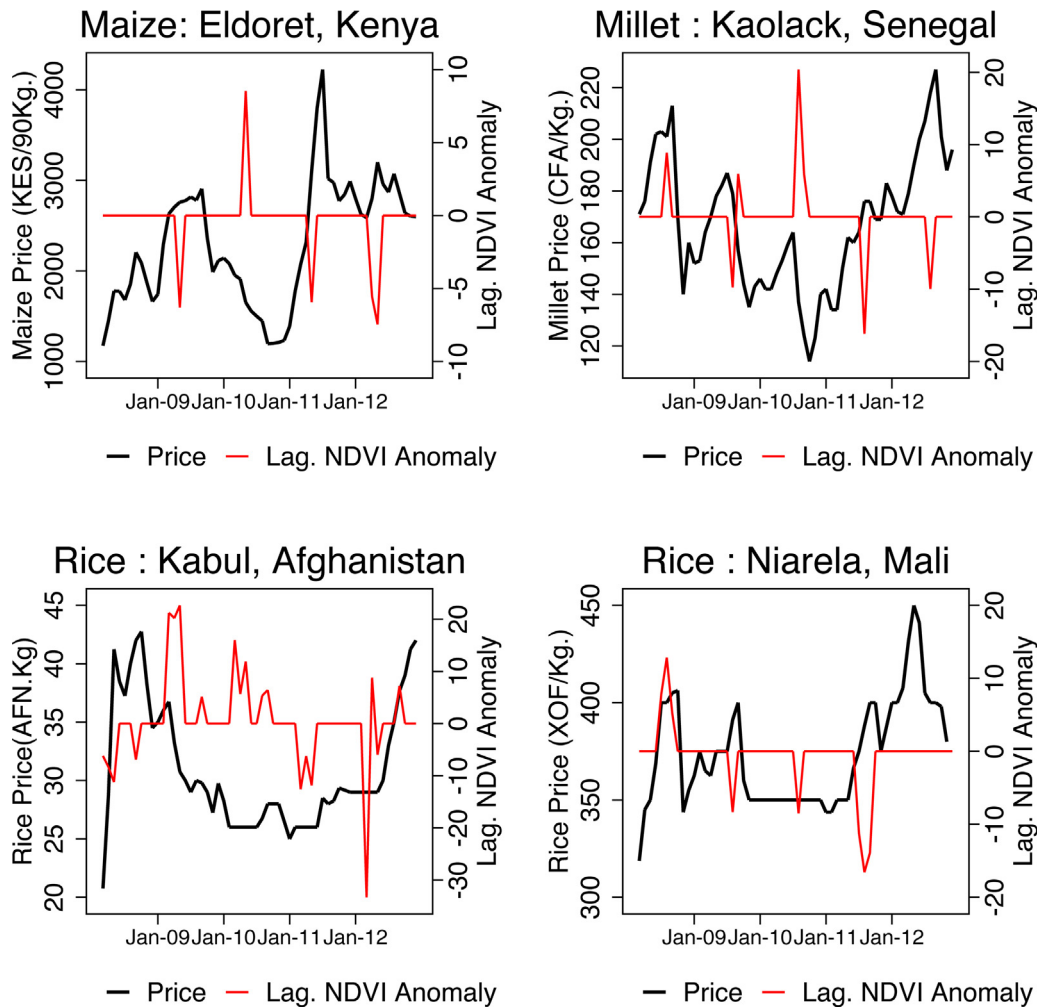 Maize: Eldoret, Kenya
Maize Price (KES/90Kg.)
1000 2000 3000 4000
-10 -5 0 5 10
Lag. NDVI Anomaly
Jan-09 Jan-10 Jan-11 Jan-12
Price Lag. NDVI Anomaly
Millet : Kaolack, Senegal
Millet Price (CFA/Kg.)
120 140 160 180 200 220
-20 -10 0 10 20
Lag. NDVI Anomaly
Jan-09 Jan-10 Jan-11 Jan-12
Price Lag. NDVI Anomaly
Rice : Kabul, Afghanistan
Rice Price(AFN.Kg)
20 25 30 35 40 45
-30 -20 -10 0 10 20
Lag. NDVI Anomaly
Jan-09 Jan-10 Jan-11 Jan-12
Price Lag. NDVI Anomaly
Rice : Niarela, Mali
Rice Price (XOF/Kg.)
300 350 400 450
-20 -10 0 10 20
Lag. NDVI Anomaly
Jan-09 Jan-10 Jan-11 Jan-12
Price Lag. NDVI Anomaly